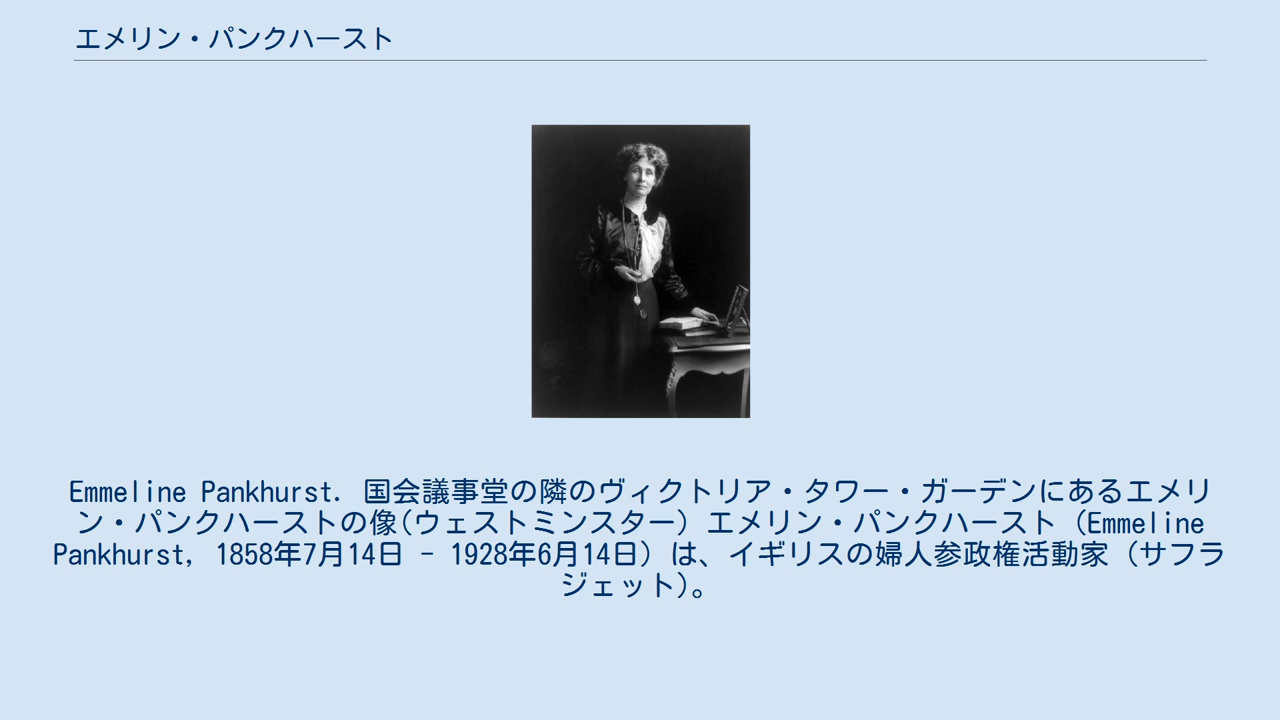 エメリン・パンクハースト
Emmeline Pankhurst. 国会議事堂の隣のヴィクトリア・タワー・ガーデンにあるエメリ
ン・パンクハーストの像(ウェストミンスター) エメリン・パンクハースト (Emmeline
Pankhurst, 1858年7月14日 - 1928年6月14日) は、イギリスの婦人参政権活動家 (サフラ
ジェット)。